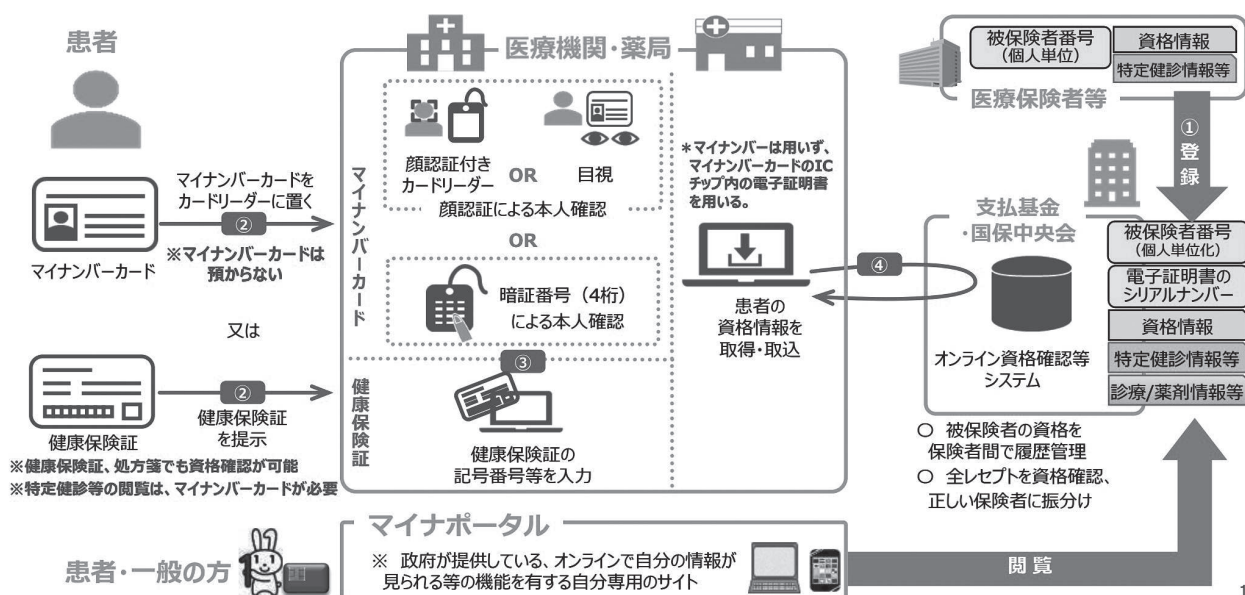 患者
マイナンバーカード
マイナンバーカードを
カードリーダーに置く
②
※マイナンバーカードは
預からない
又は
健康保険証
②
健康保険証
を提示
※健康保険証、処方箋でも資格確認が可能
※特定健診等の閲覧は、マイナンバーカードが必要
医療機関・薬局
マイナンバーカード
顔認証付き
カードリーダー
OR
目視
顔認証による本人確認
OR
暗証番号（4桁）
による本人確認
健康保険証
③
健康保険証の
記号番号等を入力
＊マイナンバーは用いず、
マイナンバーカードのIC
チップ内の電子証明書
を用いる。
患者の
資格情報を
取得・取込
④
被保険者番号
（個人単位）
資格情報
特定健診情報等
医療保険者等
①
登
録
支払基金
・国保中央会
オンライン資格確認等
システム
被保険者番号
（個人単位化）
電子証明書の
シリアルナンバー
資格情報
特定健診情報等
診療/薬剤情報等
○ 被保険者の資格を
保険者間で履歴管理
○ 全レセプトを資格確認、
正しい保険者に振分け
患者・一般の方
マイナポータル
※ 政府が提供している、オンラインで自分の情報が
見られる等の機能を有する自分専用のサイト
閲覧
1